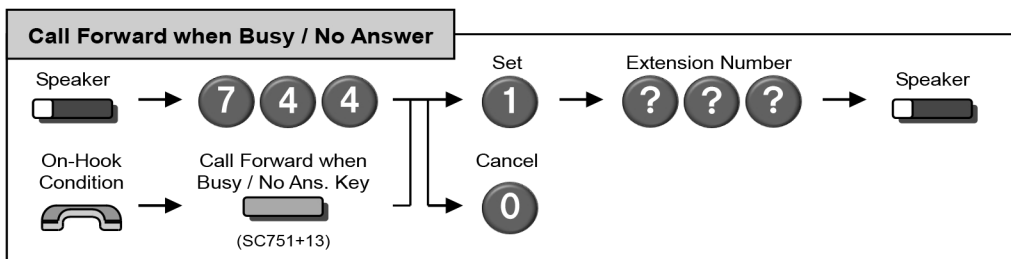 Call Forward when Busy / No Answer
Speaker
7 4 4
Set
1
Extension Number
? ? ?
Speaker
On-Hook
Condition
Call Forward when
Busy / No Ans. Key
(SC751+13)
Cancel
0